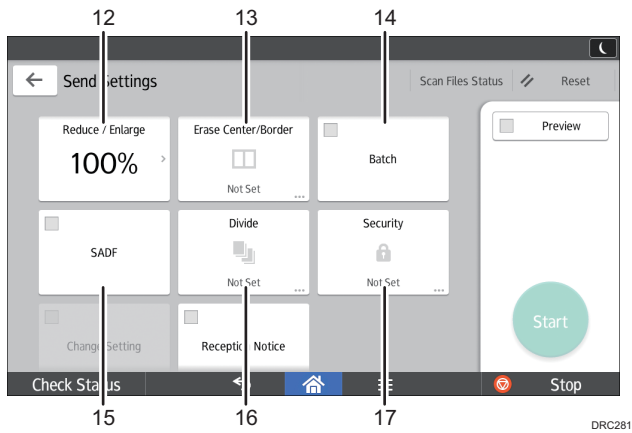 12 13 14
Send Settings
Scan Files Status Reset
Reduce / Enlarge Erase Center/Border
100%
Not Set
Batch
Preview
SADF
Divide Security
Not Set Not Set
Start
Change Setting Reception Notice
Check Status Stop
15 16 17
DRC281